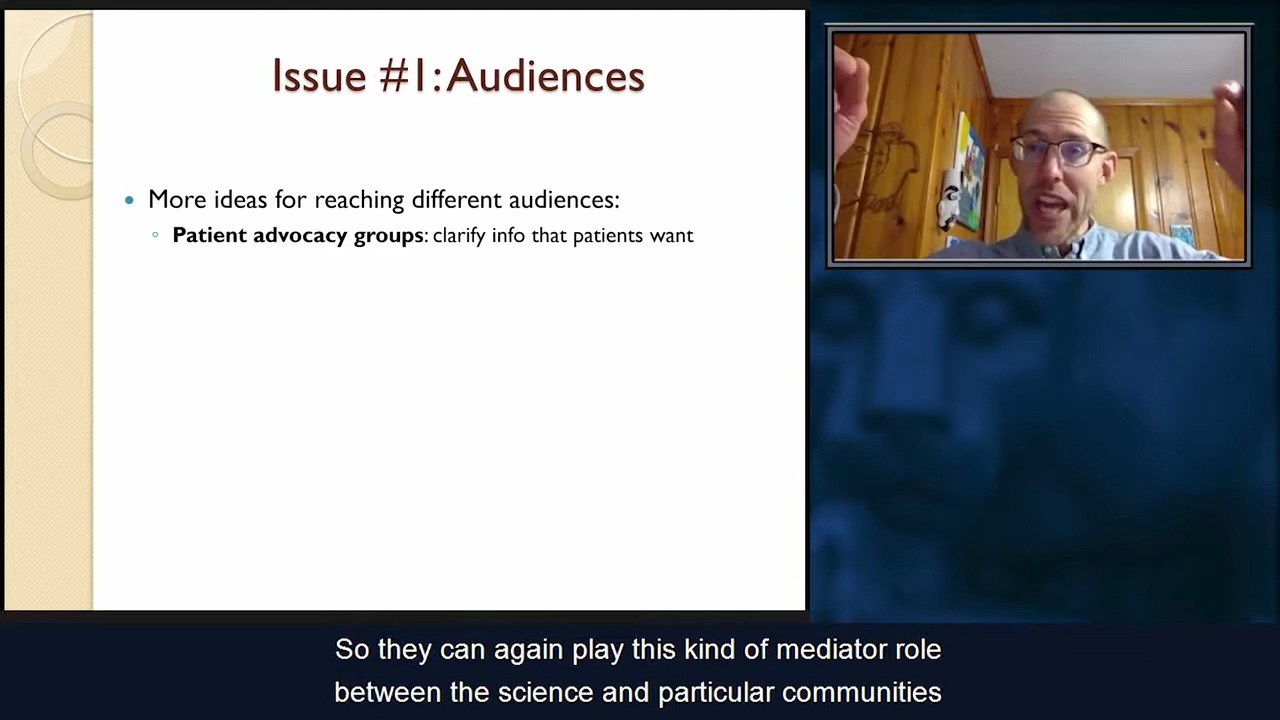 Issue #1: Audiences
More ideas for reaching different audiences:
Patient advocacy groups: clarify info that patients want
So they can again play this kind of mediator role
between the science and particular communities